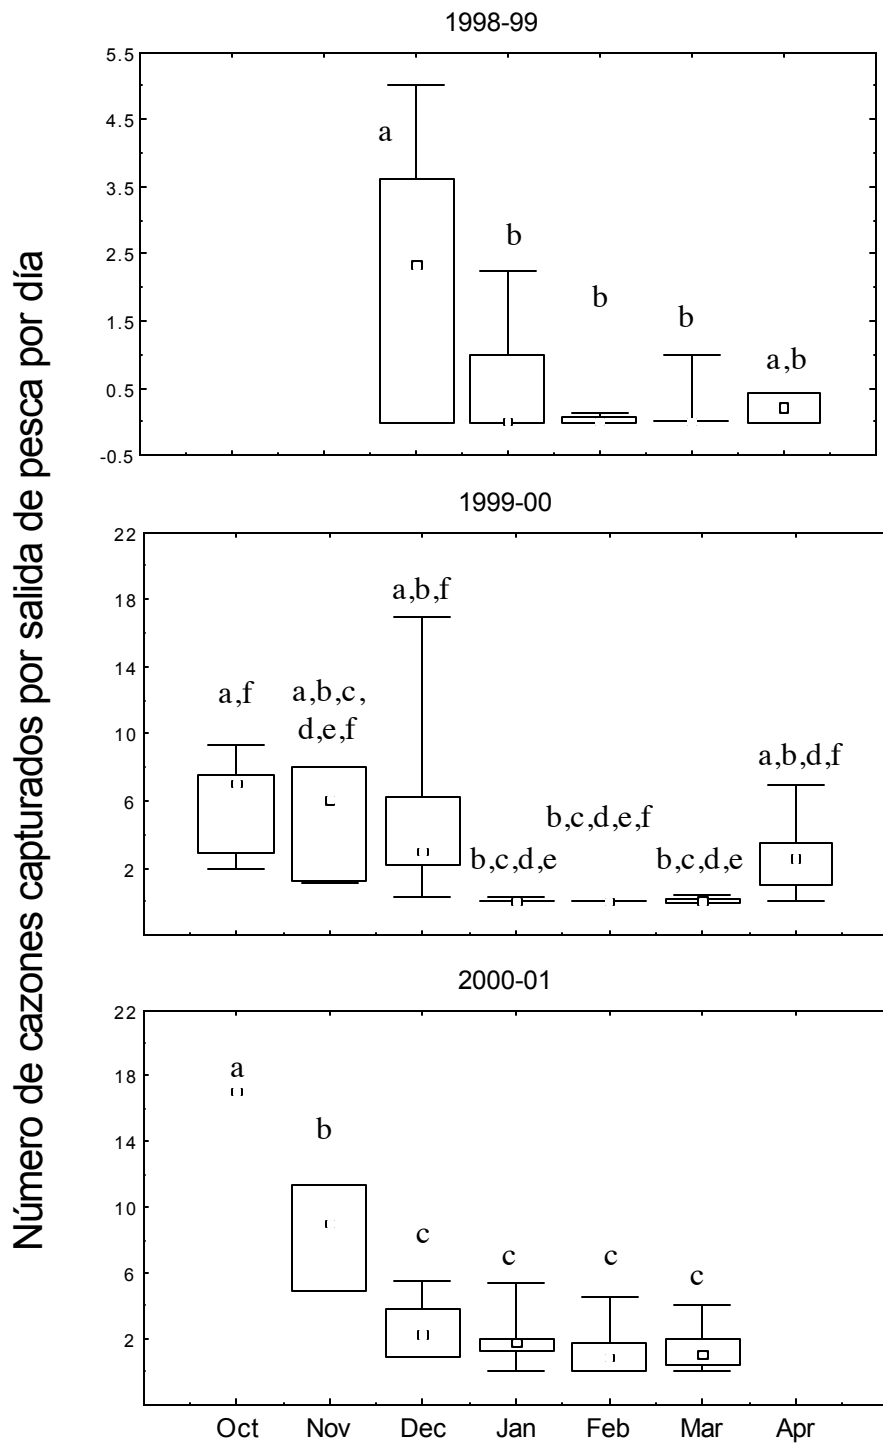 Número de cazones capturados por salida de pesca por día
1998-99
5.5
4.5
3.5
2.5
1.5
0.5
-0.5
a
b
b
b
a,b
1999-00
22
18
14
10
6
2
a,f
a,b,c,
d,e,f
a,b,f
b,c,d,e
b,c,d,e,f
b,c,d,e
a,b,d,f
2000-01
22
18
14
10
6
2
a
b
c
c
c
c
Oct Nov Dec Jan Feb Mar Apr